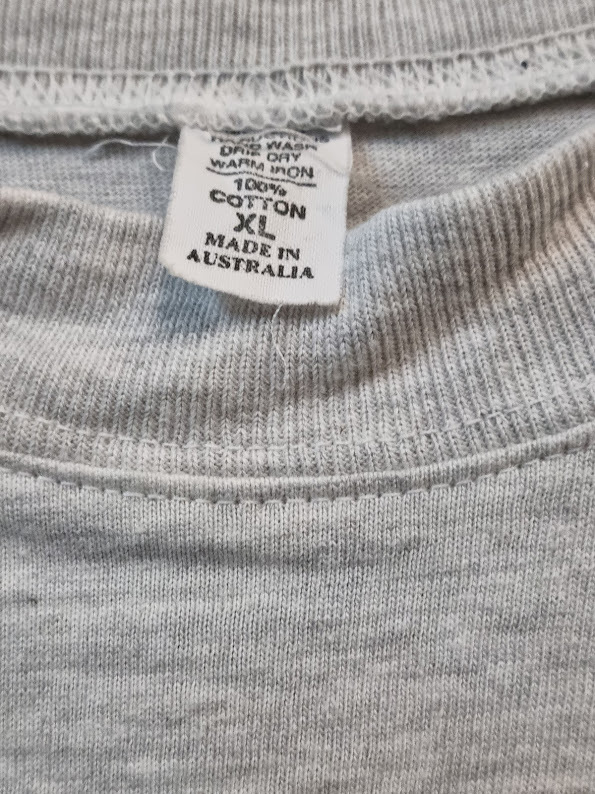 WASH
DRIP DRY
WARM IRON
100%
COTTON
XL
MADE IN
AUSTRALIA